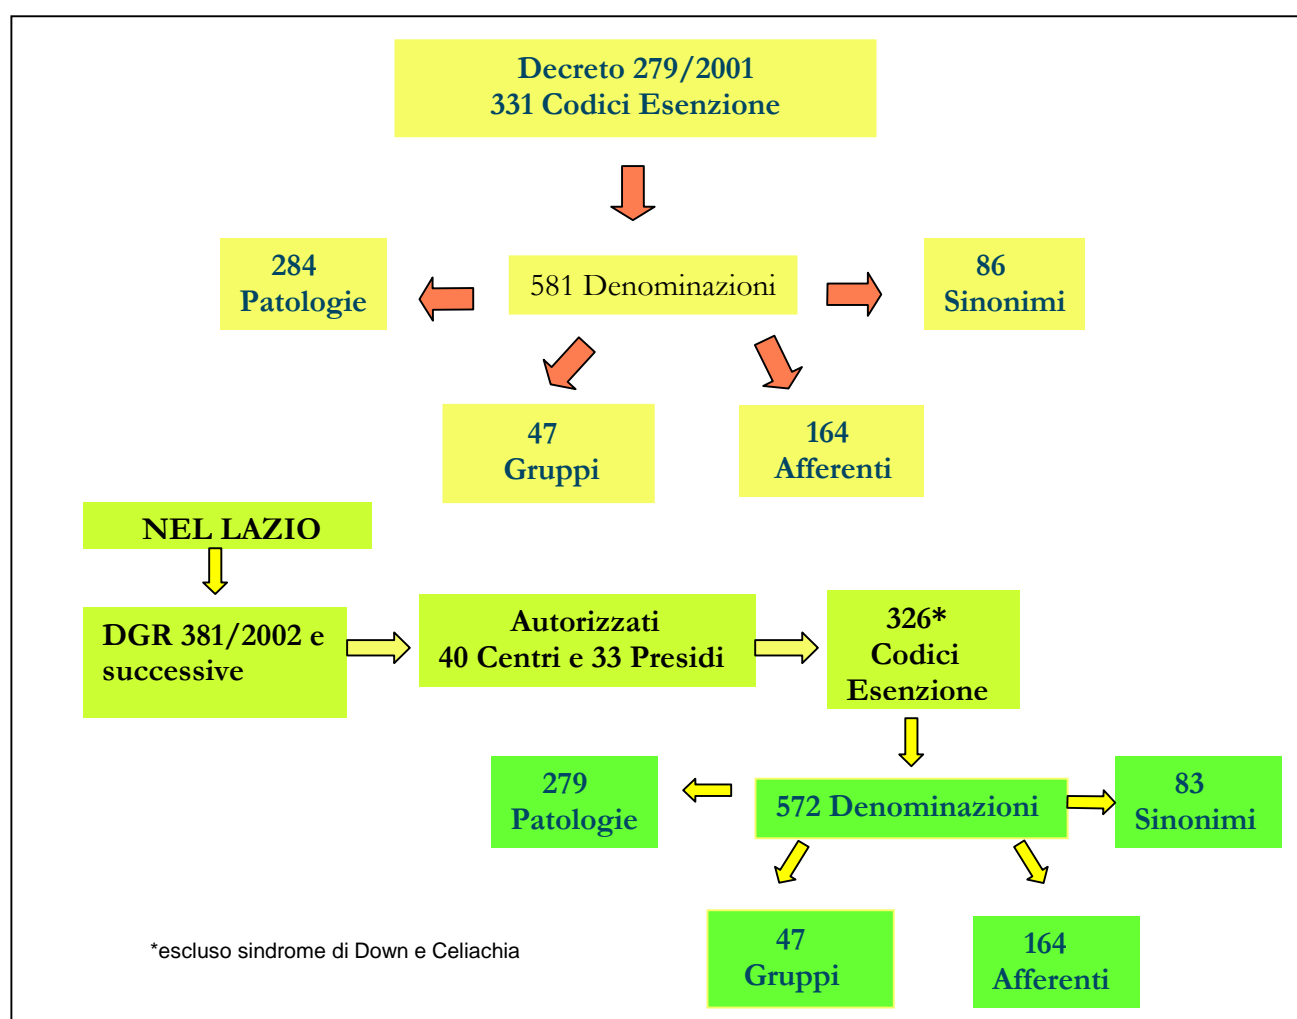 Decreto 279/2001
331 Codici Esenzione
284
Patologie
581 Denominazioni
86
Sinonimi
47
Gruppi
164
Afferenti
NEL LAZIO
DGR 381/2002 e
successive
Autorizzati
40 Centri e 33 Presidi
326*
Codici
Esenzione
279
Patologie
572 Denominazioni
83
Sinonimi
47
Gruppi
164
Afferenti
*escluso sindrome di Down e Celiachia